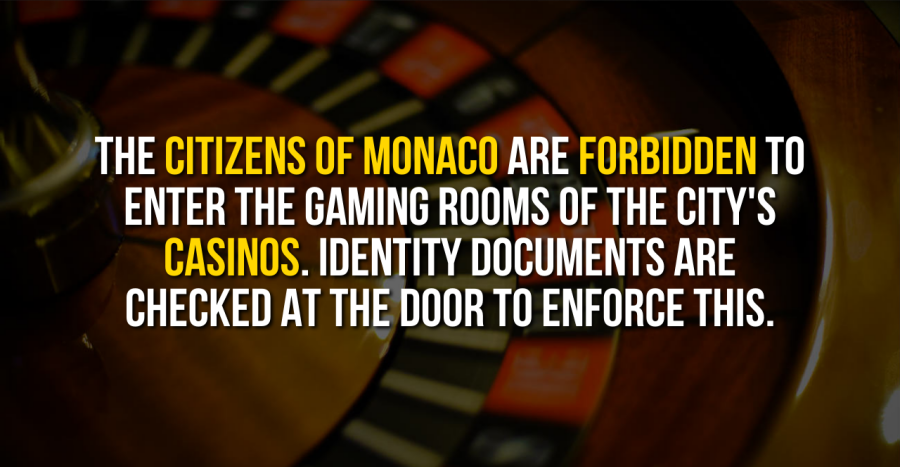 THE CITIZENS OF MONACO ARE FORBIDDEN TO
ENTER THE GAMING ROOMS OF THE CITY'S
CASINOS. IDENTITY DOCUMENTS ARE
CHECKED AT THE DOOR TO ENFORCE THIS.